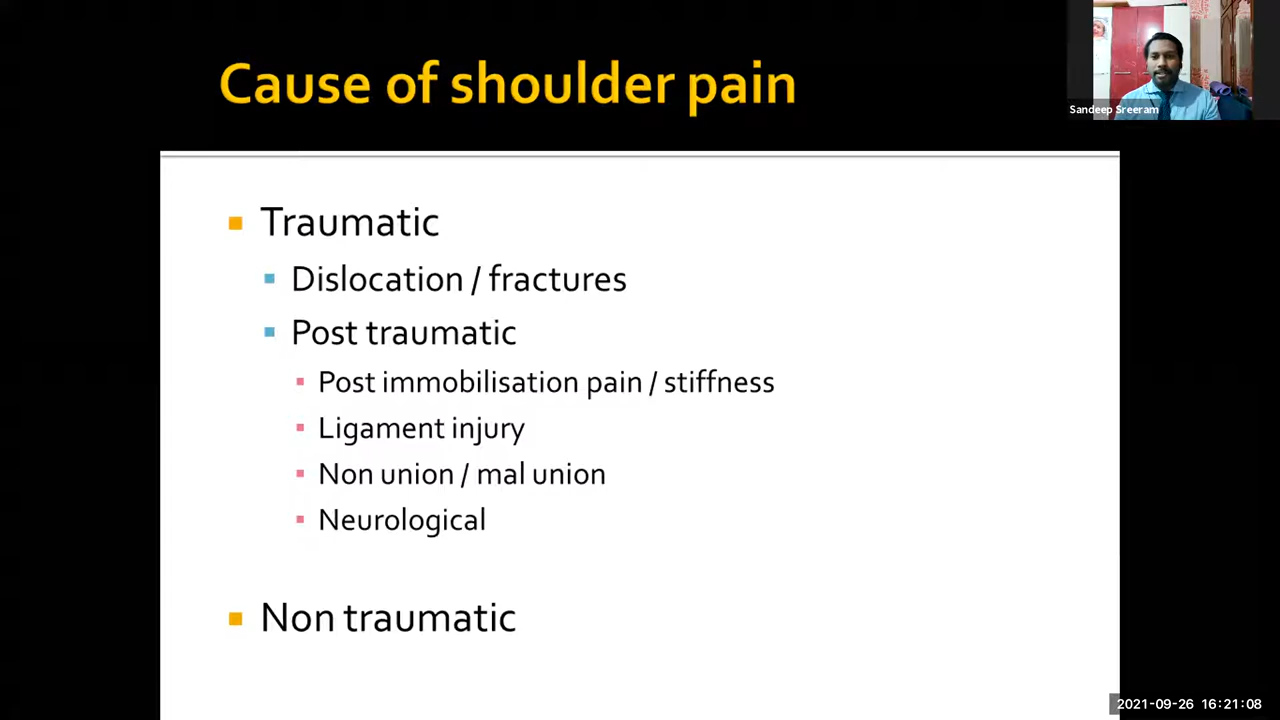 Cause of shoulder pain
Sandeep Sreeram
Traumatic
Dislocation / fractures
Post traumatic
Post immobilisation pain / stiffness
Ligament injury
Non union / mal union
Neurological
Non traumatic
2021-09-26 16:21:08